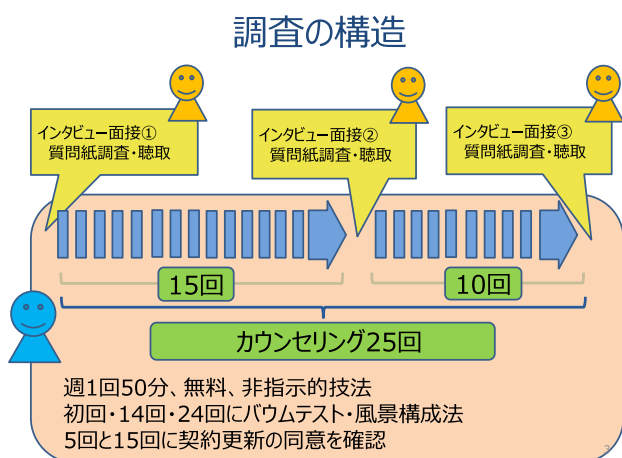 調査の構造
インタビュー面接①
質問紙調査・聴取
インタビュー面接②
質問紙調査・聴取
インタビュー面接③
質問紙調査・聴取
15回
10回
カウンセリング25回
週1回50分、無料、非指示的技法
初回・14回・24回にバウムテスト・風景構成法
5回と15回に契約更新の同意を確認
3